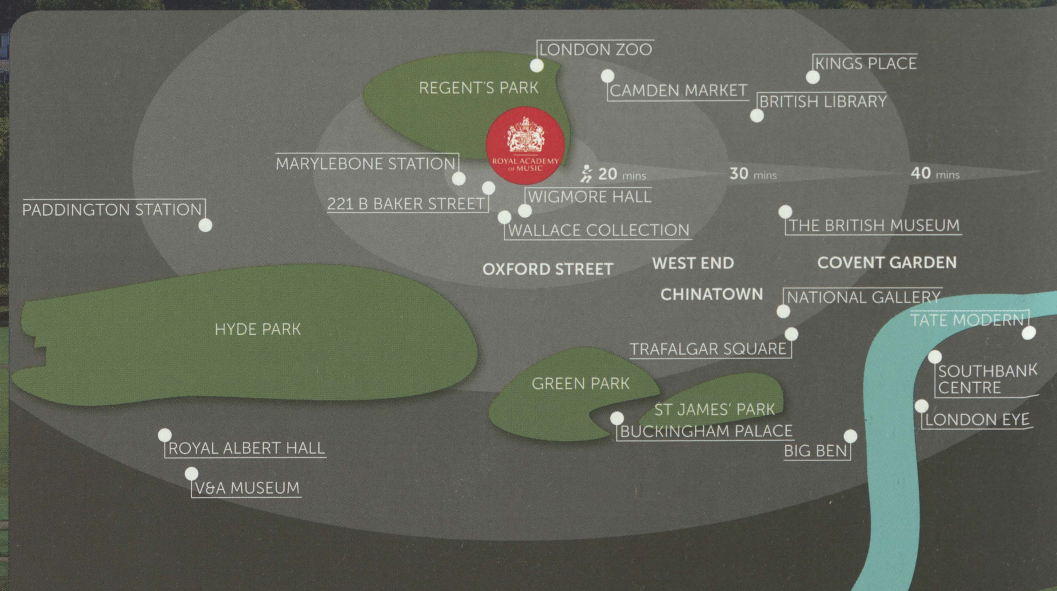 LONDON ZOO
KINGS PLACE
REGENT'S PARK
CAMDEN MARKET
BRITISH LIBRARY
ROYAL ACADEMY
OF MUSIC
MARYLEBONE STATION
20 mins
30 mins
40 mins
221 B BAKER STREET
WIGMORE HALL
PADDINGTON STATION
WALLACE COLLECTION
THE BRITISH MUSEUM
OXFORD STREET
WEST END
COVENT GARDEN
CHINATOWN
NATIONAL GALLERY
TATE MODERN
HYDE PARK
TRAFALGAR SQUARE
SOUTHBANK
CENTRE
GREEN PARK
ST JAMES' PARK
LONDON EYE
BUCKINGHAM PALACE
BIG BEN
ROYAL ALBERT HALL
V&A MUSEUM